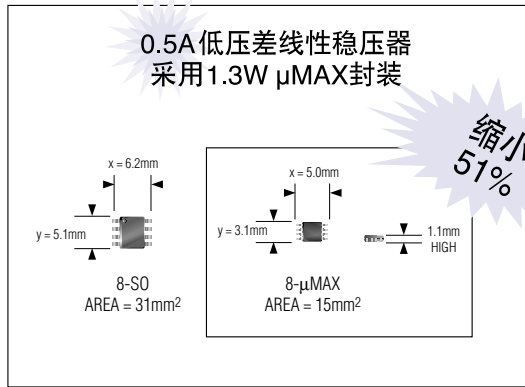 0.5A低压差线性稳压器
采用1.3W μMAX封装
缩小
51%
x = 6.2mm
y = 5.1mm
8-SO
AREA = 31mm²
x = 5.0mm
y = 3.1mm
1.1mm
HIGH
8-μMAX
AREA = 15mm²